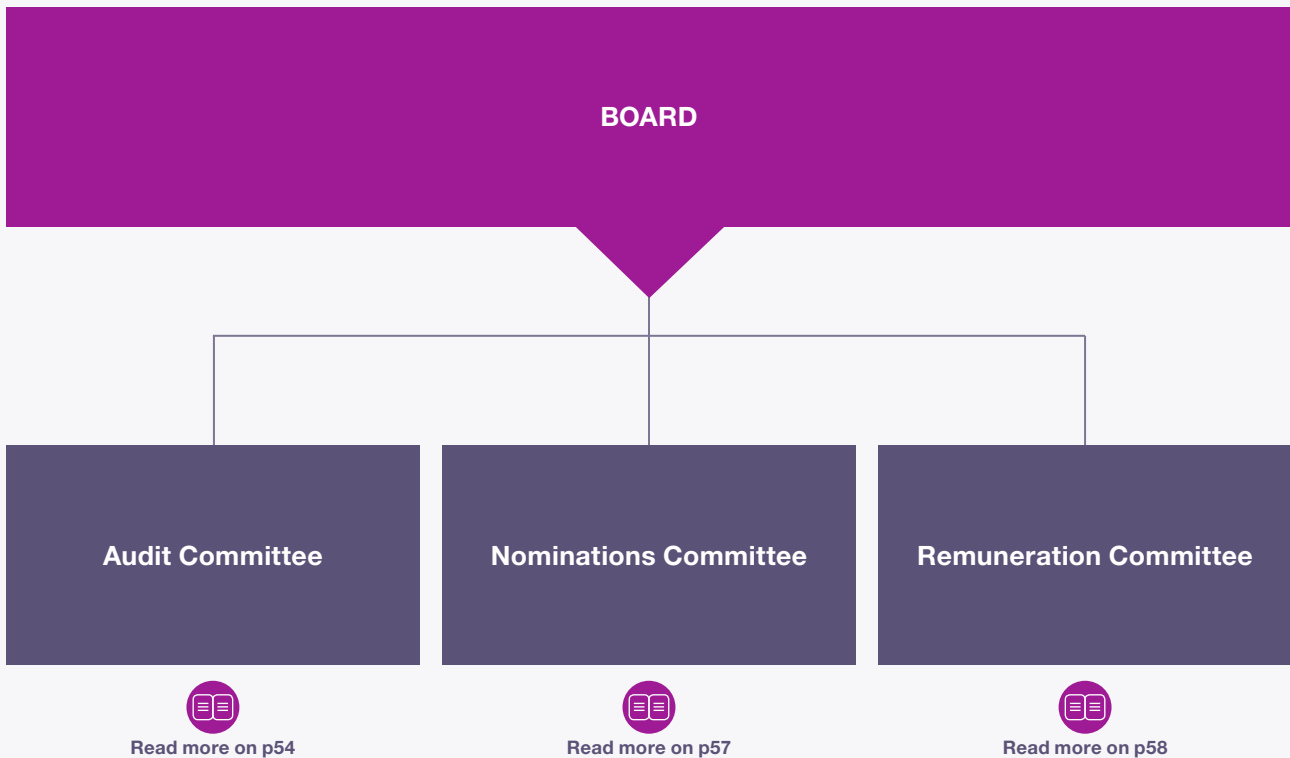 BOARD
Audit Committee
Nominations Committee
Remuneration Committee
Read more on p54
Read more on p57
Read more on p58